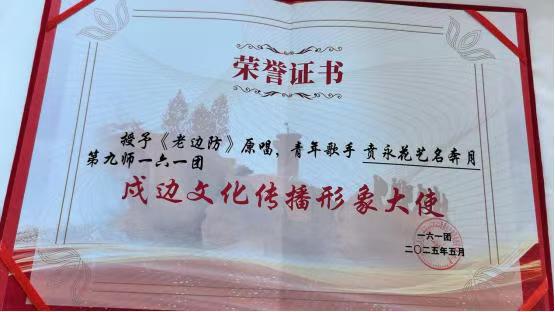 荣誉证书
授予《老边防》原唱,青年歌手 贲永花艺名奔月
第九师一六一团
戍边文化传播形象大使
一六一团
二〇二五年五月